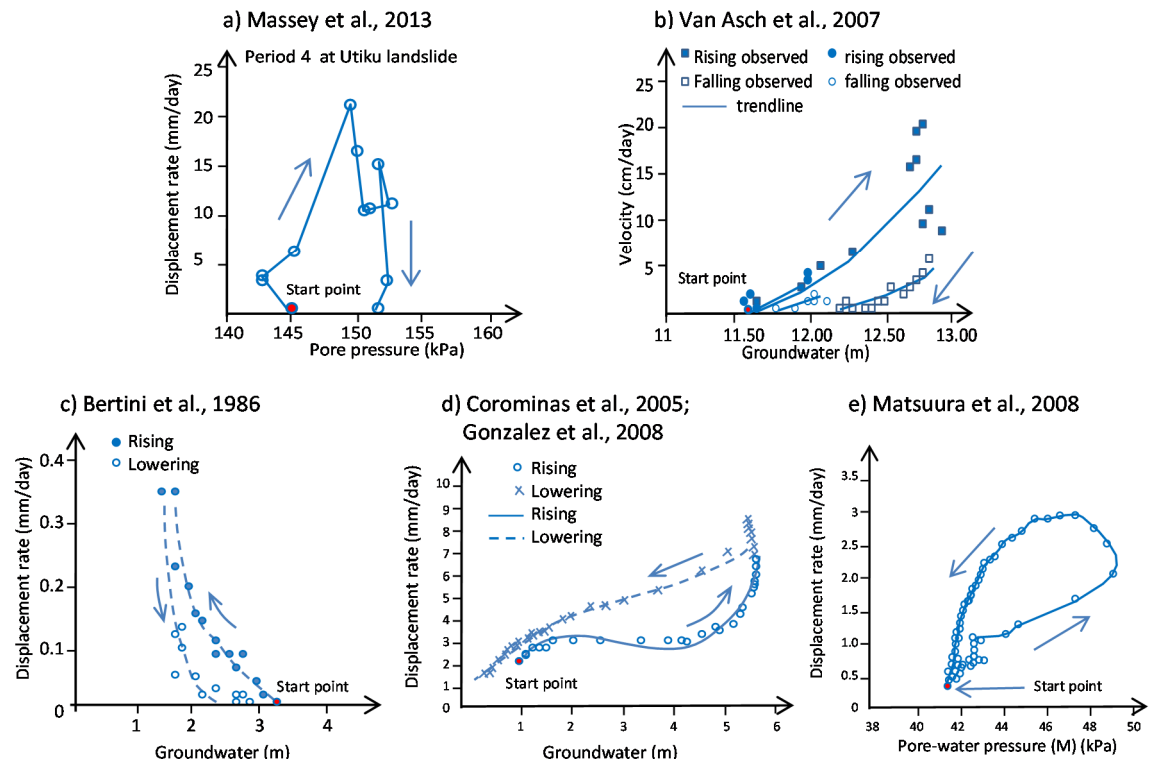 a) Massey et al., 2013
Period 4 at Utiku landslide
Displacement rate (mm/day)
25
20
15
10
5
Start point
140
145
150
155
160
Pore pressure (kPa)
b) Van Asch et al., 2007
Rising observed
rising observed
Falling observed
falling observed
trendline
Velocity (cm/day)
25
20
15
10
5
Start point
11
11.50
12.00
12.50
13.00
Groundwater (m)
c) Bertini et al., 1986
Rising
Lowering
Displacement rate (mm/day)
0.4
0.3
0.2
0.1
0
Start point
1
2
3
4
Groundwater (m)
d) Corominas et al., 2005;
Gonzalez et al., 2008
Rising
Lowering
Rising
Lowering
Displacement rate (mm/day)
10
9
8
7
6
5
4
3
2
1
0
Start point
1
2
3
4
5
6
Groundwater (m)
e) Matsuura et al., 2008
Displacement rate (mm/day)
3.5
3
2.5
2.0
1.5
1.0
0.5
0
Start point
38
40
42
44
46
48
50
Pore-water pressure (M) (kPa)